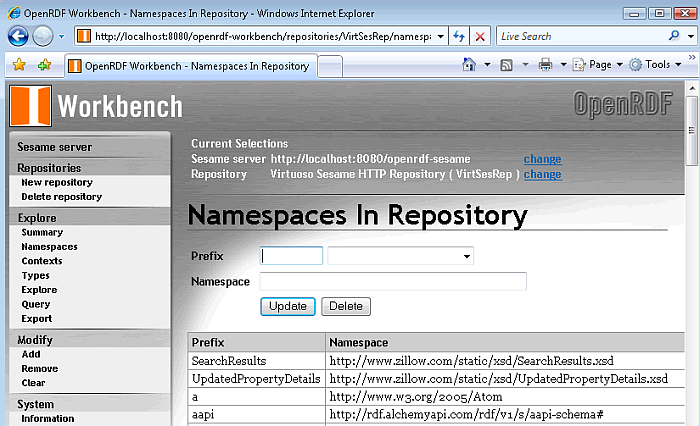 OpenRDF Workbench - Namespaces In Repository - Windows Internet Explorer
http://localhost:8080/openrdf-workbench/repositories/VirtSesRep/namesp
Live Search
OpenRDF Workbench - Namespaces In Repository
Page
Tools
Workbench
OpenRDF
Sesame server
Repositories
New repository
Delete repository
Explore
Summary
Namespaces
Contexts
Types
Explore
Query
Export
Modify
Add
Remove
Clear
System
Information
Current Selections
Sesame server http://localhost:8080/openrdf-sesame change
Repository Virtuoso Sesame HTTP Repository ( VirtSesRep ) change
Namespaces In Repository
Prefix
Namespace
Update Delete
Prefix Namespace
SearchResults http://www.zillow.com/static/xsd/SearchResults.xsd
UpdatedPropertyDetails http://www.zillow.com/static/xsd/UpdatedPropertyDetails.xsd
a http://www.w3.org/2005/Atom
aapi http://rdf.alchemyapi.com/rdf/v1/s/aapi-schema#